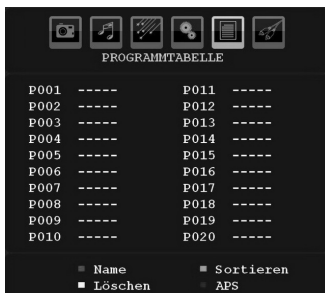 PROGRAMMTABELLE
P001 ----- P011 -----
P002 ----- P012 -----
P003 ----- P013 -----
P004 ----- P014 -----
P005 ----- P015 -----
P006 ----- P016 -----
P007 ----- P017 -----
P008 ----- P018 -----
P009 ----- P019 -----
P010 ----- P020 -----
Name Sortieren
Löschen APS